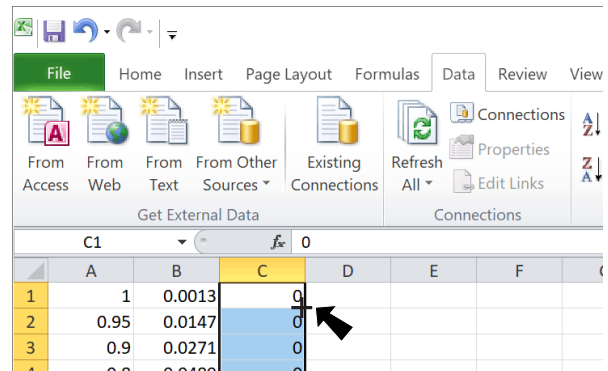 File Home Insert Page Layout Formulas Data Review View
From Access
From Web
From Text
From Other Sources
Existing Connections
Refresh All
Connections
Properties
Edit Links
A Z
Z A
Get External Data
Connections
C1 fx 0
A B C D E F
1 1 0.0013 0
2 0.95 0.0147 0
3 0.9 0.0271 0